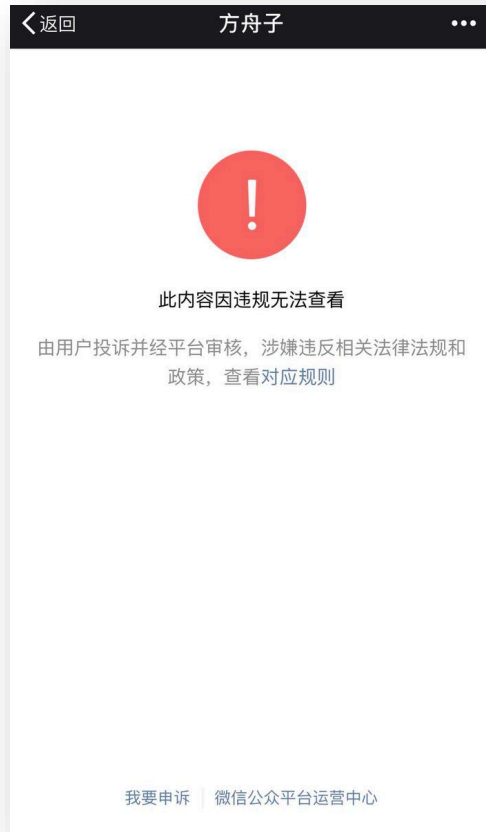 返回 方舟子
!
此内容因违规无法查看
由用户投诉并经平台审核，涉嫌违反相关法律法规和
政策，查看对应规则
我要申诉 微信公众平台运营中心